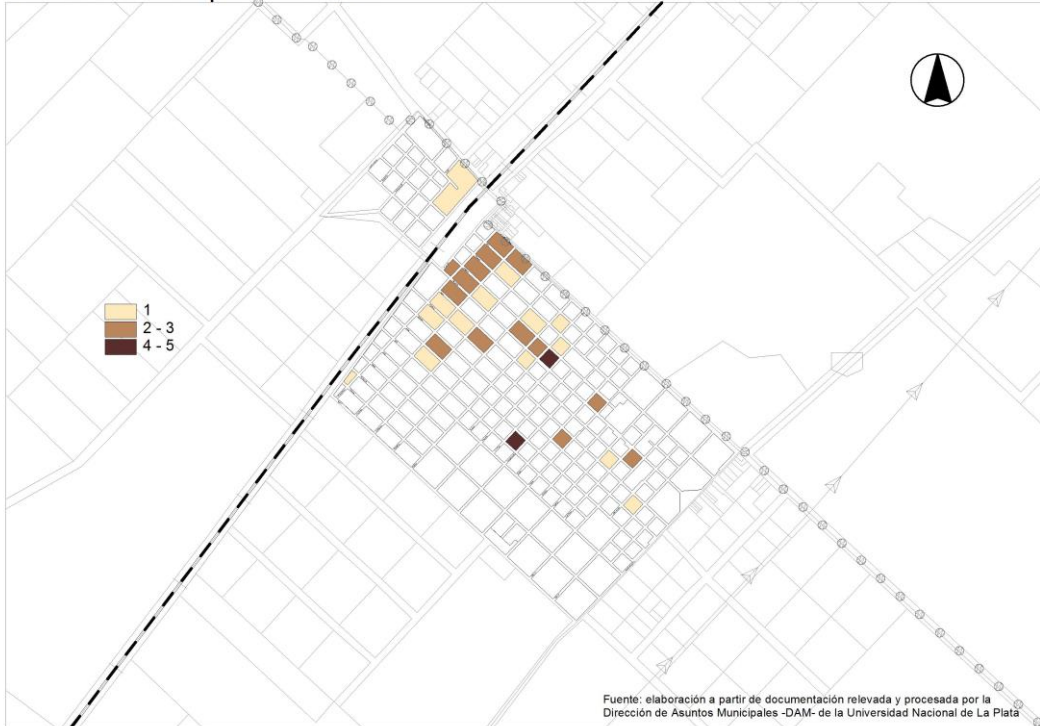 1
2 - 3
4 - 5
Fuente: elaboración a partir de documentación relevada y procesada por la
Dirección de Asuntos Municipales -DAM- de la Universidad Nacional de La Plata